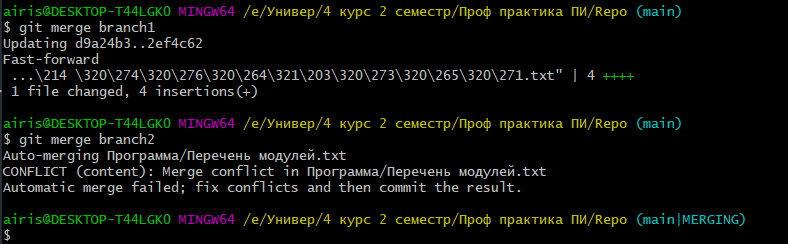 airis@DESKTOP-T44LGKO MINGW64 /e/Универ/4 курс 2 семестр/Проф практика ПИ/Repo (main)
$ git merge branch1
Updating d9a24b3..2ef4c62
Fast-forward
 ...\214 \320\274\320\276\320\264\321\203\320\273\320\265\320\271.txt" | 4 ++++
 1 file changed, 4 insertions(+)
airis@DESKTOP-T44LGKO MINGW64 /e/Универ/4 курс 2 семестр/Проф практика ПИ/Repo (main)
$ git merge branch2
Auto-merging Программа/Перечень модулей.txt
CONFLICT (content): Merge conflict in Программа/Перечень модулей.txt
Automatic merge failed; fix conflicts and then commit the result.
airis@DESKTOP-T44LGKO MINGW64 /e/Универ/4 курс 2 семестр/Проф практика ПИ/Repo (main|MERGING)
$